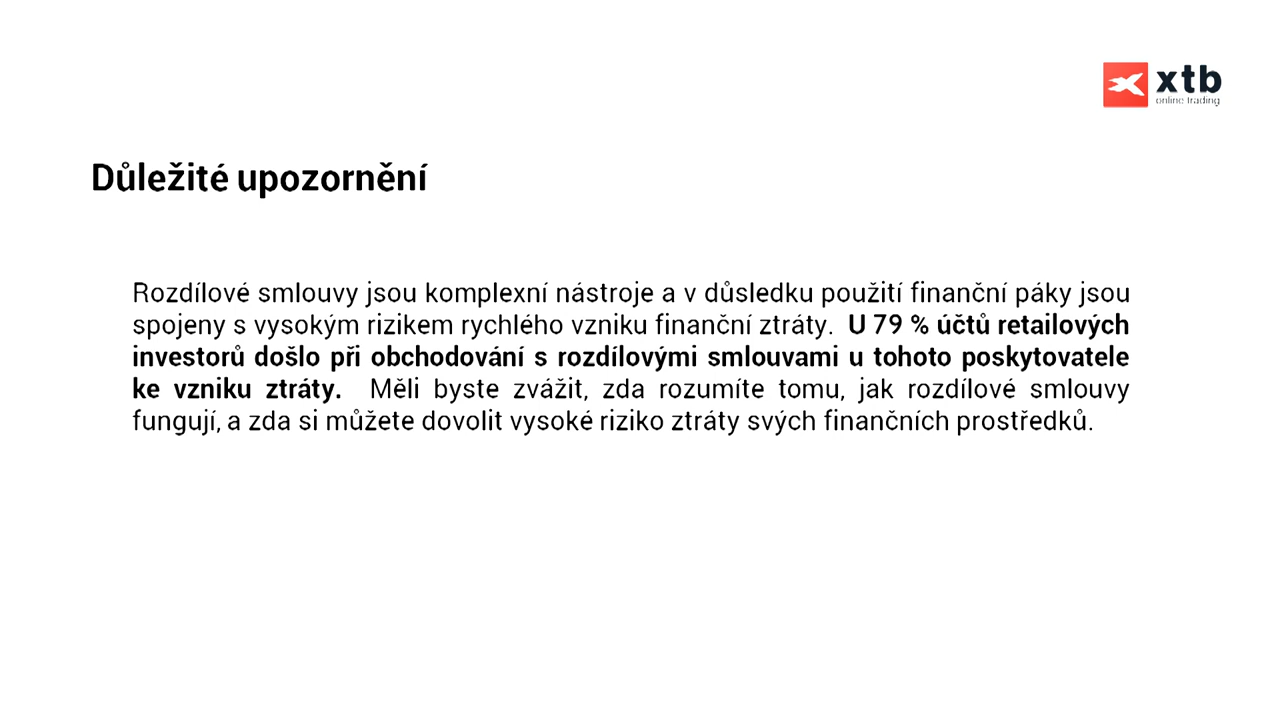 xtb
online trading
Důležité upozornění
Rozdílové smlouvy jsou komplexní nástroje a v důsledku použití finanční páky jsou
spojeny s vysokým rizikem rychlého vzniku finanční ztráty.  U 79 % účtů retailových
investorů došlo při obchodování s rozdílovými smlouvami u tohoto poskytovatele
ke vzniku ztráty.  Měli byste zvážit, zda rozumíte tomu, jak rozdílové smlouvy
fungují, a zda si můžete dovolit vysoké riziko ztráty svých finančních prostředků.